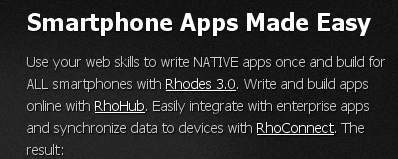 Smartphone Apps Made Easy
Use your web skills to write NATIVE apps once and build for
ALL smartphones with Rhodes 3.0. Write and build apps
online with RhoHub. Easily integrate with enterprise apps
and synchronize data to devices with RhoConnect. The
result: